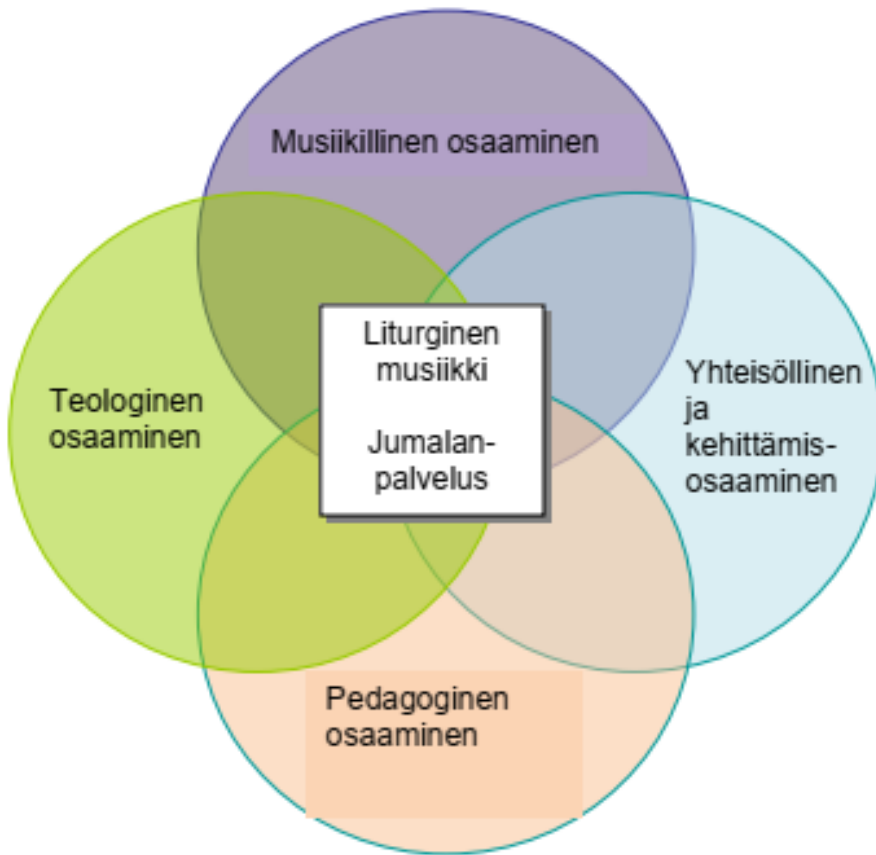 Musiikillinen osaaminen
Liturginen
musiikki
Jumalan-
palvelus
Teologinen
osaaminen
Yhteisöllinen
ja
kehittämis-
osaaminen
Pedagoginen
osaaminen